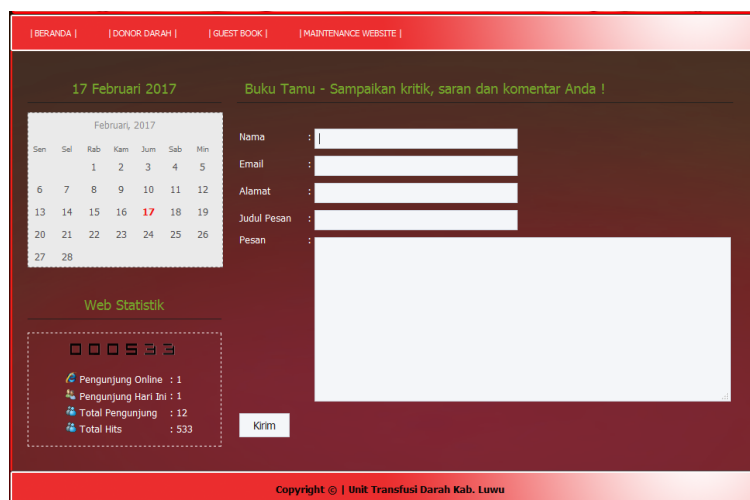 | BERANDA | | DONOR DARAH | | GUEST BOOK | | MAINTENANCE WEBSITE |
17 Februari 2017
Februari, 2017
Sen Sel Rab Kam Jum Sab Min
1 2 3 4 5
6 7 8 9 10 11 12
13 14 15 16 17 18 19
20 21 22 23 24 25 26
27 28
Web Statistik
000533
Pengunjung Online : 1
Pengunjung Hari Ini : 1
Total Pengunjung : 12
Total Hits : 533
Buku Tamu - Sampaikan kritik, saran dan komentar Anda !
Nama :
Email :
Alamat :
Judul Pesan :
Pesan :
Kirim
Copyright © | Unit Transfusi Darah Kab. Luwu